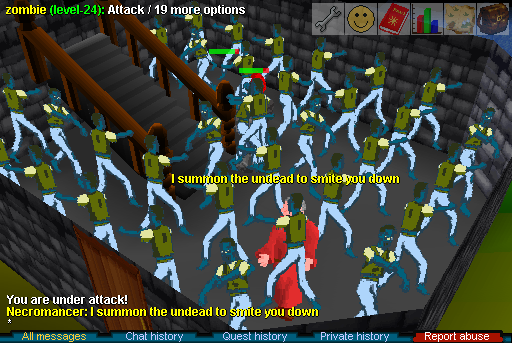 zombie (level-24): Attack / 19 more options
I summon the undead to smite you down
You are under attack!
Necromancer: I summon the undead to smite you down
*
All messages
Chat history
Quest history
Private history
Report abuse